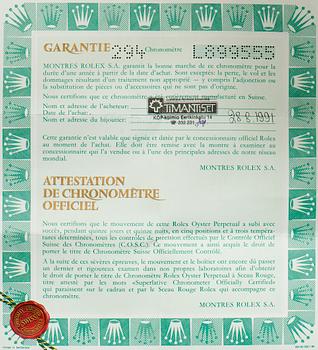 GARANTIE 294 Chronomètre L899555
MONTRES ROLEX S.A. garantit la bonne marche de ce chronomètre pour la
durée d'une année à partir de la date d'achat. Sont exceptés: la perte, le vol et les
dommages résultant d'un traitement non approprié — y compris l'adjonction ou
la substitution de pièces ou d'accessoires qui ne sont pas d'origine.
Nous certifions que ce chronomètre a été entièrement manufacturé en Suisse.
Nom et adresse de l'acheteur:
TIMANTISET
Nom et adresse du bijoutier: 28.8.1991
Cette garantie n'est valable que signée et datée par le concessionnaire officiel Rolex
au moment de l'achat. Elle doit être remise avec la montre à examiner au
concessionnaire qui l'a vendue ou à l'une des principales adresses de notre réseau
mondial.
MONTRES ROLEX S.A.
ATTESTATION
DE CHRONOMÈTRE
OFFICIEL
Nous certifions que le mouvement de cette Rolex Oyster Perpetual a subi avec
succès, pendant quinze jours et quinze nuits, en cinq positions et à trois tempéra-
tures déterminées, tous les contrôles de précision effectués par le Contrôle Officiel
Suisse des Chronomètres (C.O.S.C.). Ce mouvement a ainsi acquis le droit de
porter le titre de Chronomètre Suisse Officiellement Contrôlé.
A la suite de ces sévères épreuves, le mouvement et le boîtier ont encore dû passer
un dernier et rigoureux examen dans nos propres laboratoires afin d'obtenir
le droit de porter le titre de Chronomètre Rolex Oyster Perpetual à Sceau Rouge,
titre attesté par les mots «Superlative Chronometer Officially Certified» qui
paraissent sur le cadran et par le Sceau Rouge Rolex qui accompagne ce
chronomètre.
MONTRES ROLEX S.A.